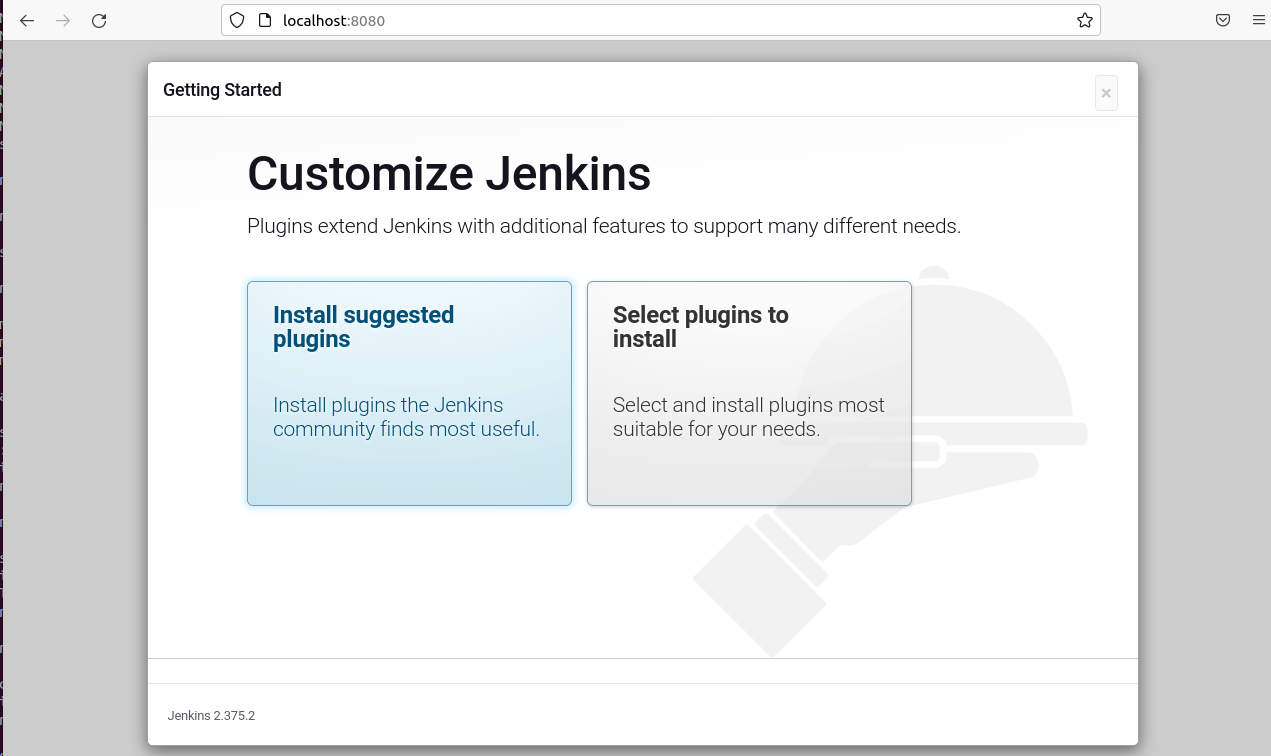 localhost:8080
Getting Started
×
Customize Jenkins
Plugins extend Jenkins with additional features to support many different needs.
Install suggested
plugins
Install plugins the Jenkins
community finds most useful.
Select plugins to
install
Select and install plugins most
suitable for your needs.
Jenkins 2.375.2